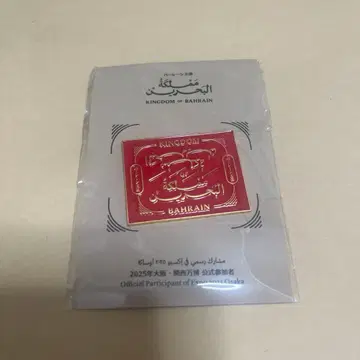 バーレーン王国
مملكة
البحرين
KINGDOM OF BAHRAIN
KINGDOM
مملكة
البحرين
BAHRAIN
مشارك رسمي في إكسبو ٢٠٢٥ أوساكا
2025年大阪・関西万博 公式参加者
Official Participant of Expo 2025 Osaka